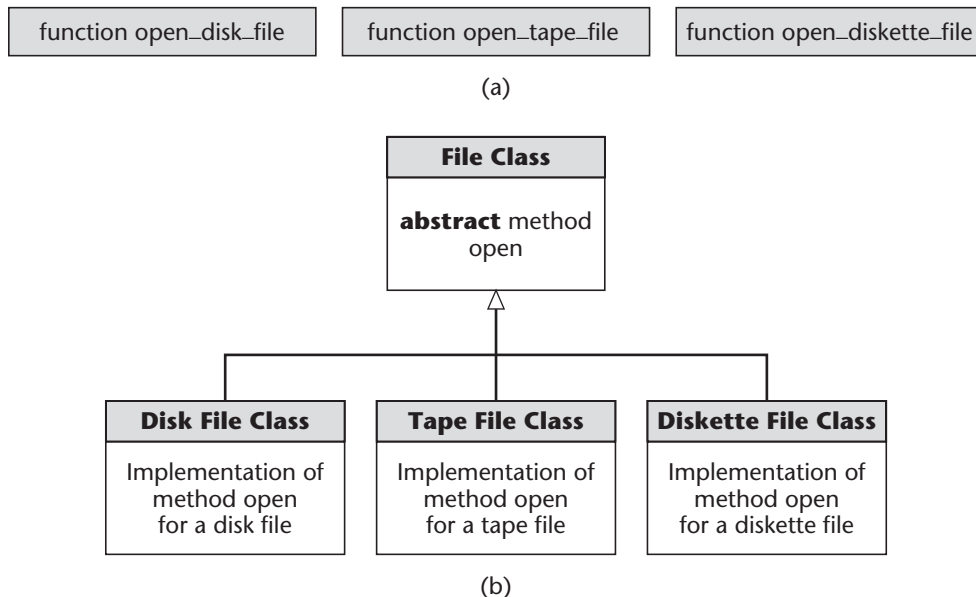 function open_disk_file
function open_tape_file
function open_diskette_file
(a)
File Class
abstract method
open
Disk File Class
Implementation of
method open
for a disk file
Tape File Class
Implementation of
method open
for a tape file
Diskette File Class
Implementation of
method open
for a diskette file
(b)